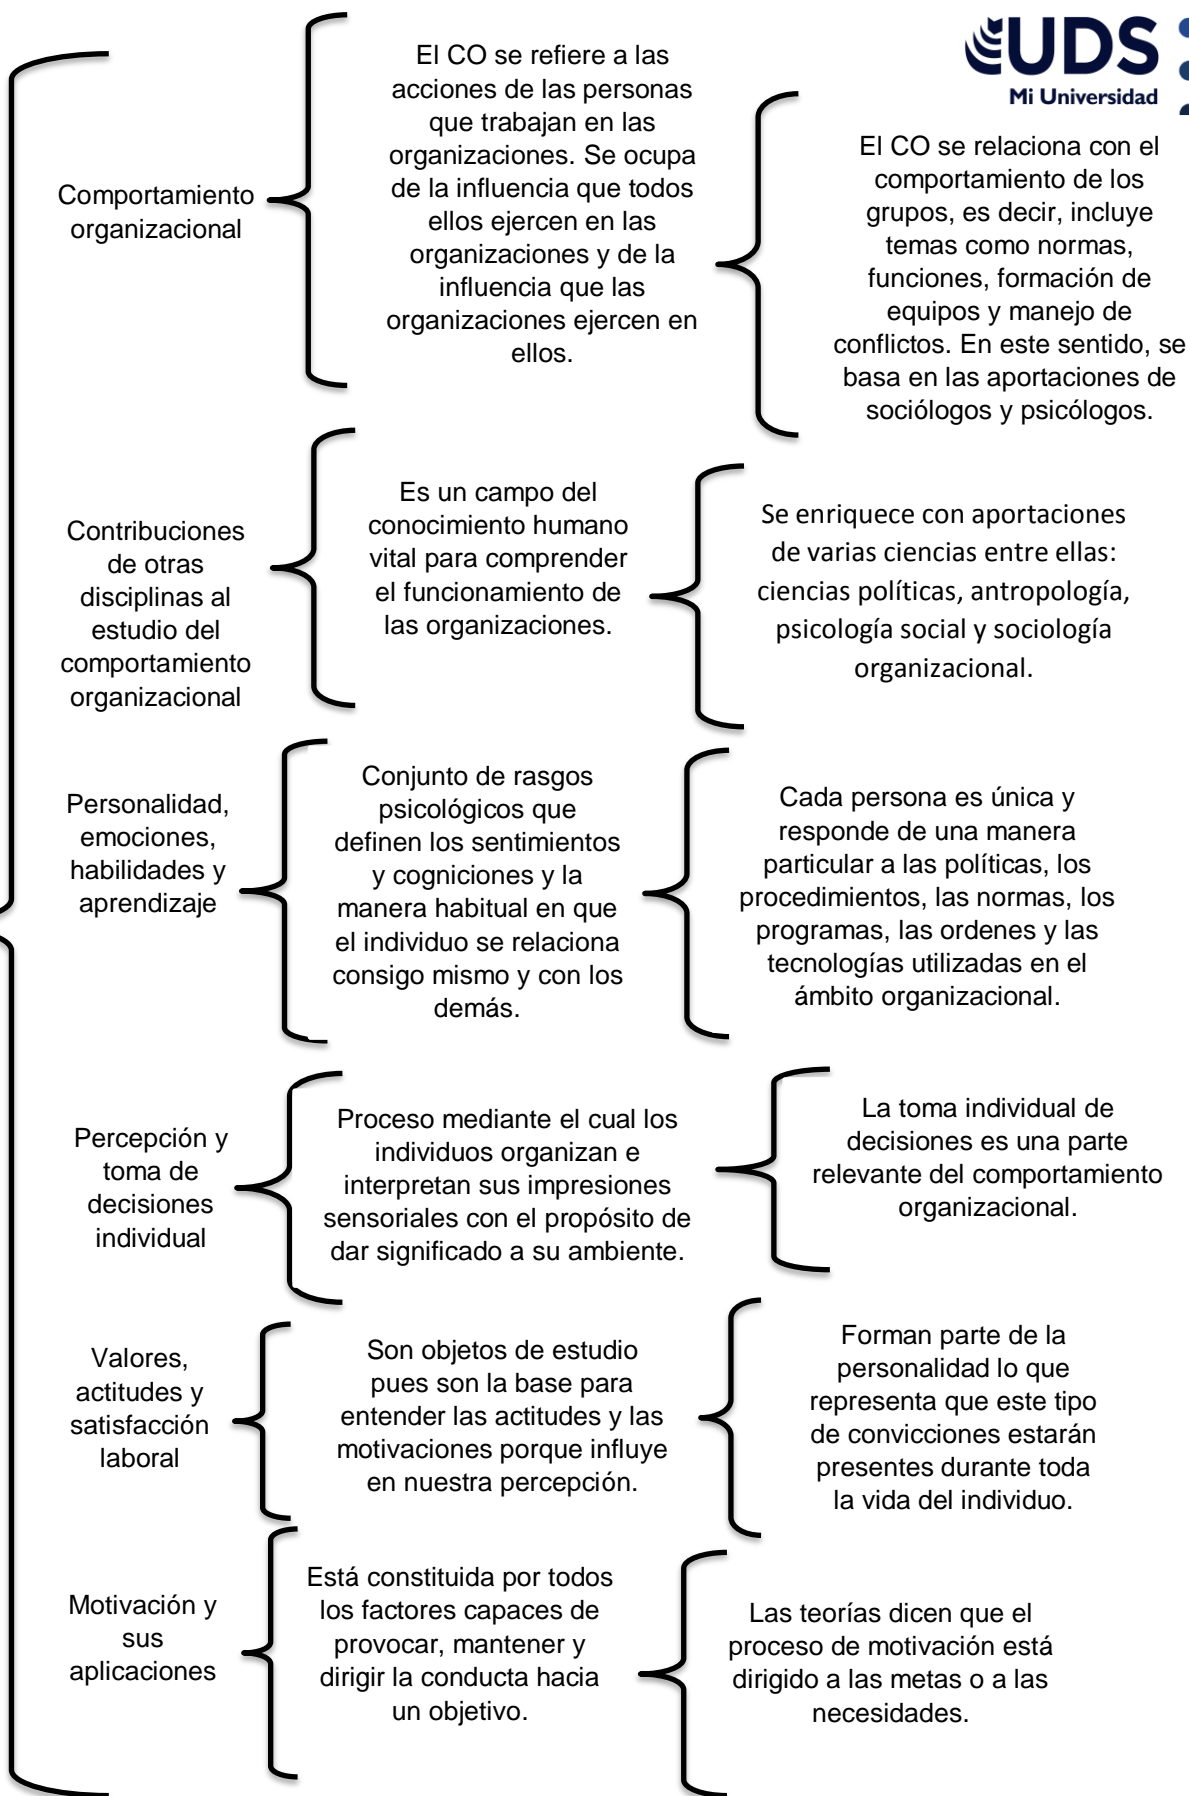 UDS
Mi Universidad
Comportamiento
organizacional
El CO se refiere a las
acciones de las personas
que trabajan en las
organizaciones. Se ocupa
de la influencia que todos
ellos ejercen en las
organizaciones y de la
influencia que las
organizaciones ejercen en
ellos.
El CO se relaciona con el
comportamiento de los
grupos, es decir, incluye
temas como normas,
funciones, formación de
equipos y manejo de
conflictos. En este sentido, se
basa en las aportaciones de
sociólogos y psicólogos.
Contribuciones
de otras
disciplinas al
estudio del
comportamiento
organizacional
Es un campo del
conocimiento humano
vital para comprender
el funcionamiento de
las organizaciones.
Se enriquece con aportaciones
de varias ciencias entre ellas:
ciencias políticas, antropología,
psicología social y sociología
organizacional.
Personalidad,
emociones,
habilidades y
aprendizaje
Conjunto de rasgos
psicológicos que
definen los sentimientos
y cogniciones y la
manera habitual en que
el individuo se relaciona
consigo mismo y con los
demás.
Cada persona es única y
responde de una manera
particular a las políticas, los
procedimientos, las normas, los
programas, las ordenes y las
tecnologías utilizadas en el
ámbito organizacional.
Percepción y
toma de
decisiones
individual
Proceso mediante el cual los
individuos organizan e
interpretan sus impresiones
sensoriales con el propósito de
dar significado a su ambiente.
La toma individual de
decisiones es una parte
relevante del comportamiento
organizacional.
Valores,
actitudes y
satisfacción
laboral
Son objetos de estudio
pues son la base para
entender las actitudes y las
motivaciones porque influye
en nuestra percepción.
Forman parte de la
personalidad lo que
representa que este tipo
de convicciones estarán
presentes durante toda
la vida del individuo.
Motivación y
sus
aplicaciones
Está constituida por todos
los factores capaces de
provocar, mantener y
dirigir la conducta hacia
un objetivo.
Las teorías dicen que el
proceso de motivación está
dirigido a las metas o a las
necesidades.